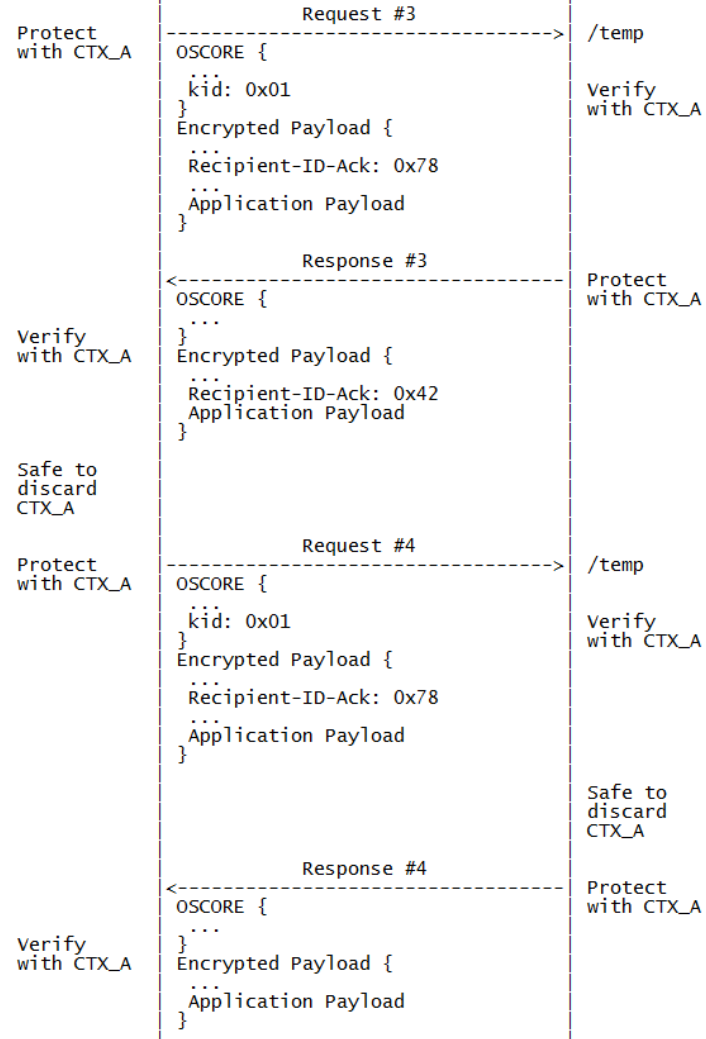 |            Request #3             |
Protect           |---------------------------------->| /temp
with CTX_A        | OSCORE {                          |
                  |  ...                              |
                  |  kid: 0x01                        | Verify
                  | }                                 | with CTX_A
                  | Encrypted Payload {               |
                  |  ...                              |
                  |  Recipient-ID-Ack: 0x78           |
                  |  ...                              |
                  |  Application Payload              |
                  | }                                 |
                  |                                   |
                  |            Response #3            |
                  |<----------------------------------| Protect
                  | OSCORE {                          | with CTX_A
                  |  ...                              |
Verify            | }                                 |
with CTX_A        | Encrypted Payload {               |
                  |  ...                              |
                  |  Recipient-ID-Ack: 0x42           |
                  |  Application Payload              |
                  | }                                 |
                  |                                   |
Safe to           |                                   |
discard           |                                   |
CTX_A             |                                   |
                  |                                   |
                  |            Request #4             |
Protect           |---------------------------------->| /temp
with CTX_A        | OSCORE {                          |
                  |  ...                              |
                  |  kid: 0x01                        | Verify
                  | }                                 | with CTX_A
                  | Encrypted Payload {               |
                  |  ...                              |
                  |  Recipient-ID-Ack: 0x78           |
                  |  ...                              |
                  |  Application Payload              |
                  | }                                 |
                  |                                   |
                  |                                   | Safe to
                  |                                   | discard
                  |                                   | CTX_A
                  |                                   |
                  |            Response #4            |
                  |<----------------------------------| Protect
                  | OSCORE {                          | with CTX_A
                  |  ...                              |
Verify            | }                                 |
with CTX_A        | Encrypted Payload {               |
                  |  ...                              |
                  |  Application Payload              |
                  | }                                 |